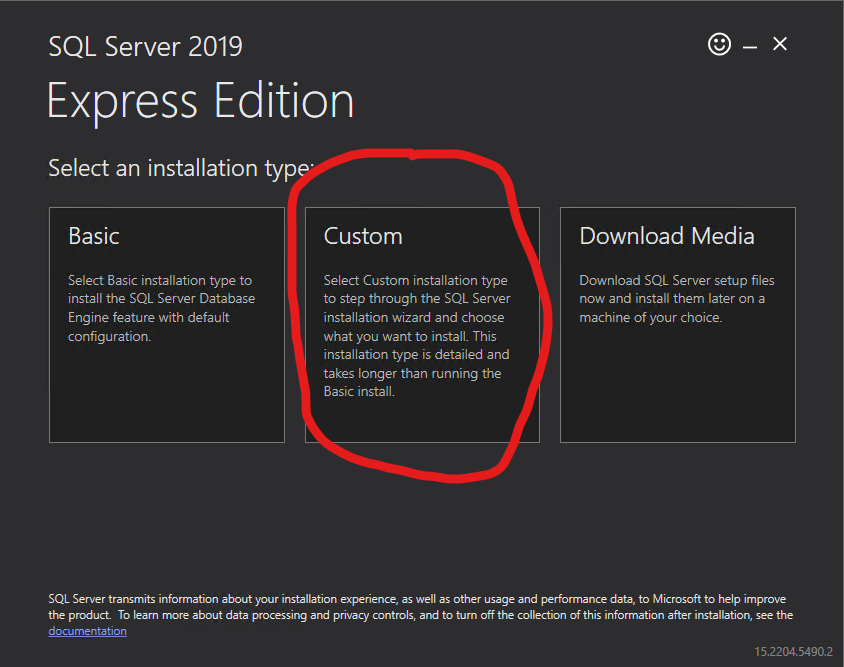 SQL Server 2019
Express Edition
Select an installation type:
Basic
Select Basic installation type to
install the SQL Server Database
Engine feature with default
configuration.
Custom
Select Custom installation type
to step through the SQL Server
installation wizard and choose
what you want to install. This
installation type is detailed and
takes longer than running the
Basic install.
Download Media
Download SQL Server setup files
now and install them later on a
machine of your choice.
SQL Server transmits information about your installation experience, as well as other usage and performance data, to Microsoft to help improve
the product.  To learn more about data processing and privacy controls, and to turn off the collection of this information after installation, see the
documentation
15.2204.5490.2